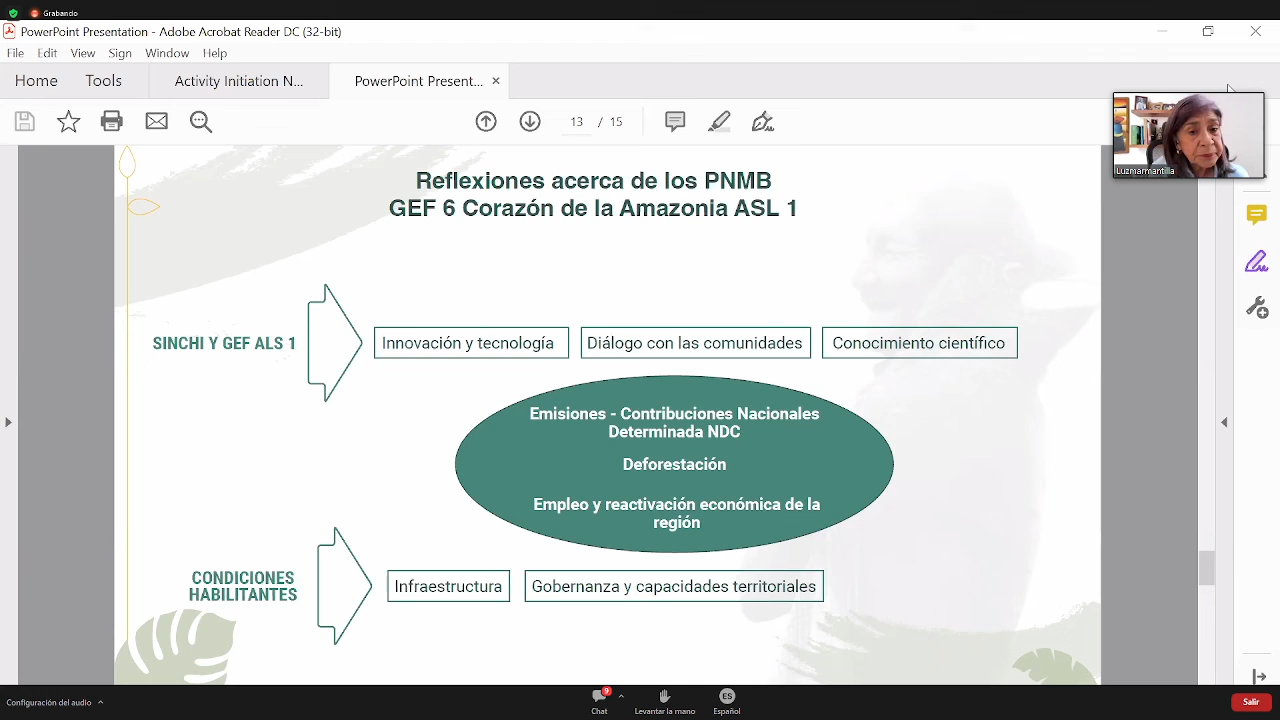 Grabando
PowerPoint Presentation - Adobe Acrobat Reader DC (32-bit)
File Edit View Sign Window Help
Home Tools Activity Initiation N... PowerPoint Present... ×
13 / 15
Luzmarmantilla
Reflexiones acerca de los PNMB
GEF 6 Corazón de la Amazonia ASL 1
SINCHI Y GEF ALS 1
Innovación y tecnología
Diálogo con las comunidades
Conocimiento científico
Emisiones - Contribuciones Nacionales
Determinada NDC
Deforestación
Empleo y reactivación económica de la
región
CONDICIONES
HABILITANTES
Infraestructura
Gobernanza y capacidades territoriales
Configuración del audio
9
Chat
Levantar la mano
ES
Español
Salir